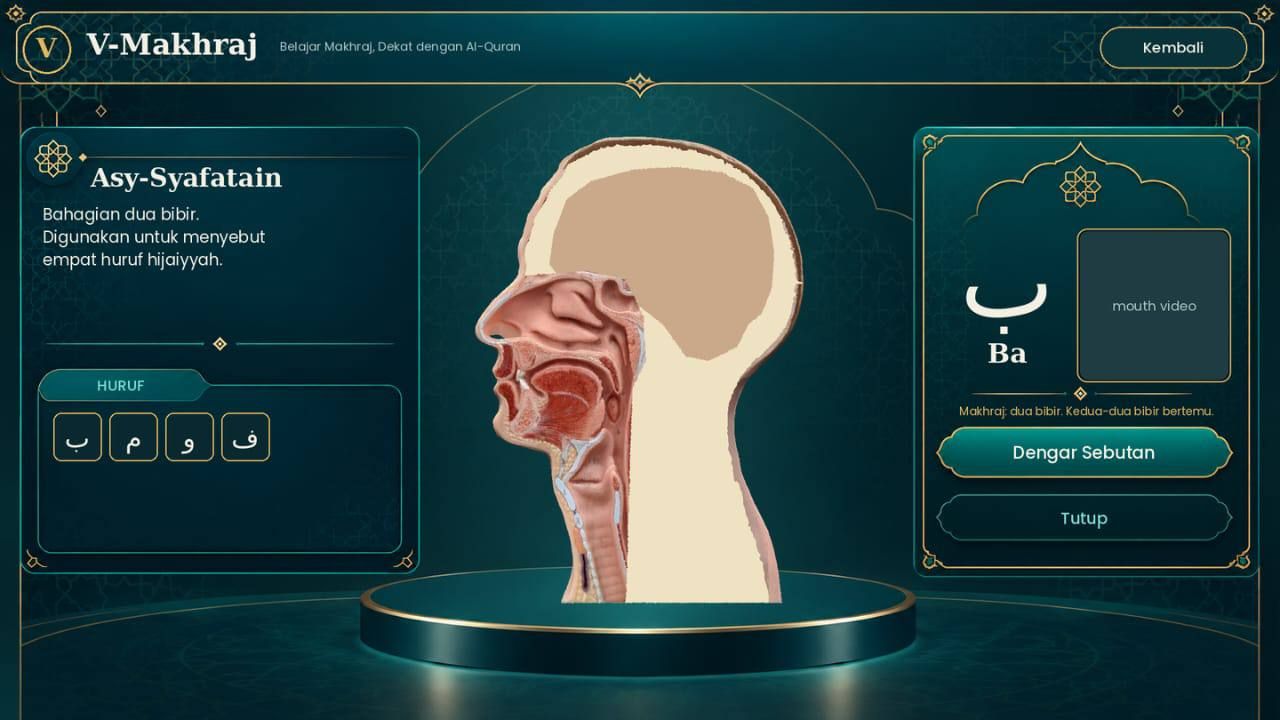 V
V-Makhraj
Belajar Makhraj, Dekat dengan Al-Quran
Kembali
Asy-Syafatain
Bahagian dua bibir.
Digunakan untuk menyebut
empat huruf hijaiyyah.
HURUF
ب م و ف
ب
Ba
mouth video
Makhraj: dua bibir. Kedua-dua bibir bertemu.
Dengar Sebutan
Tutup